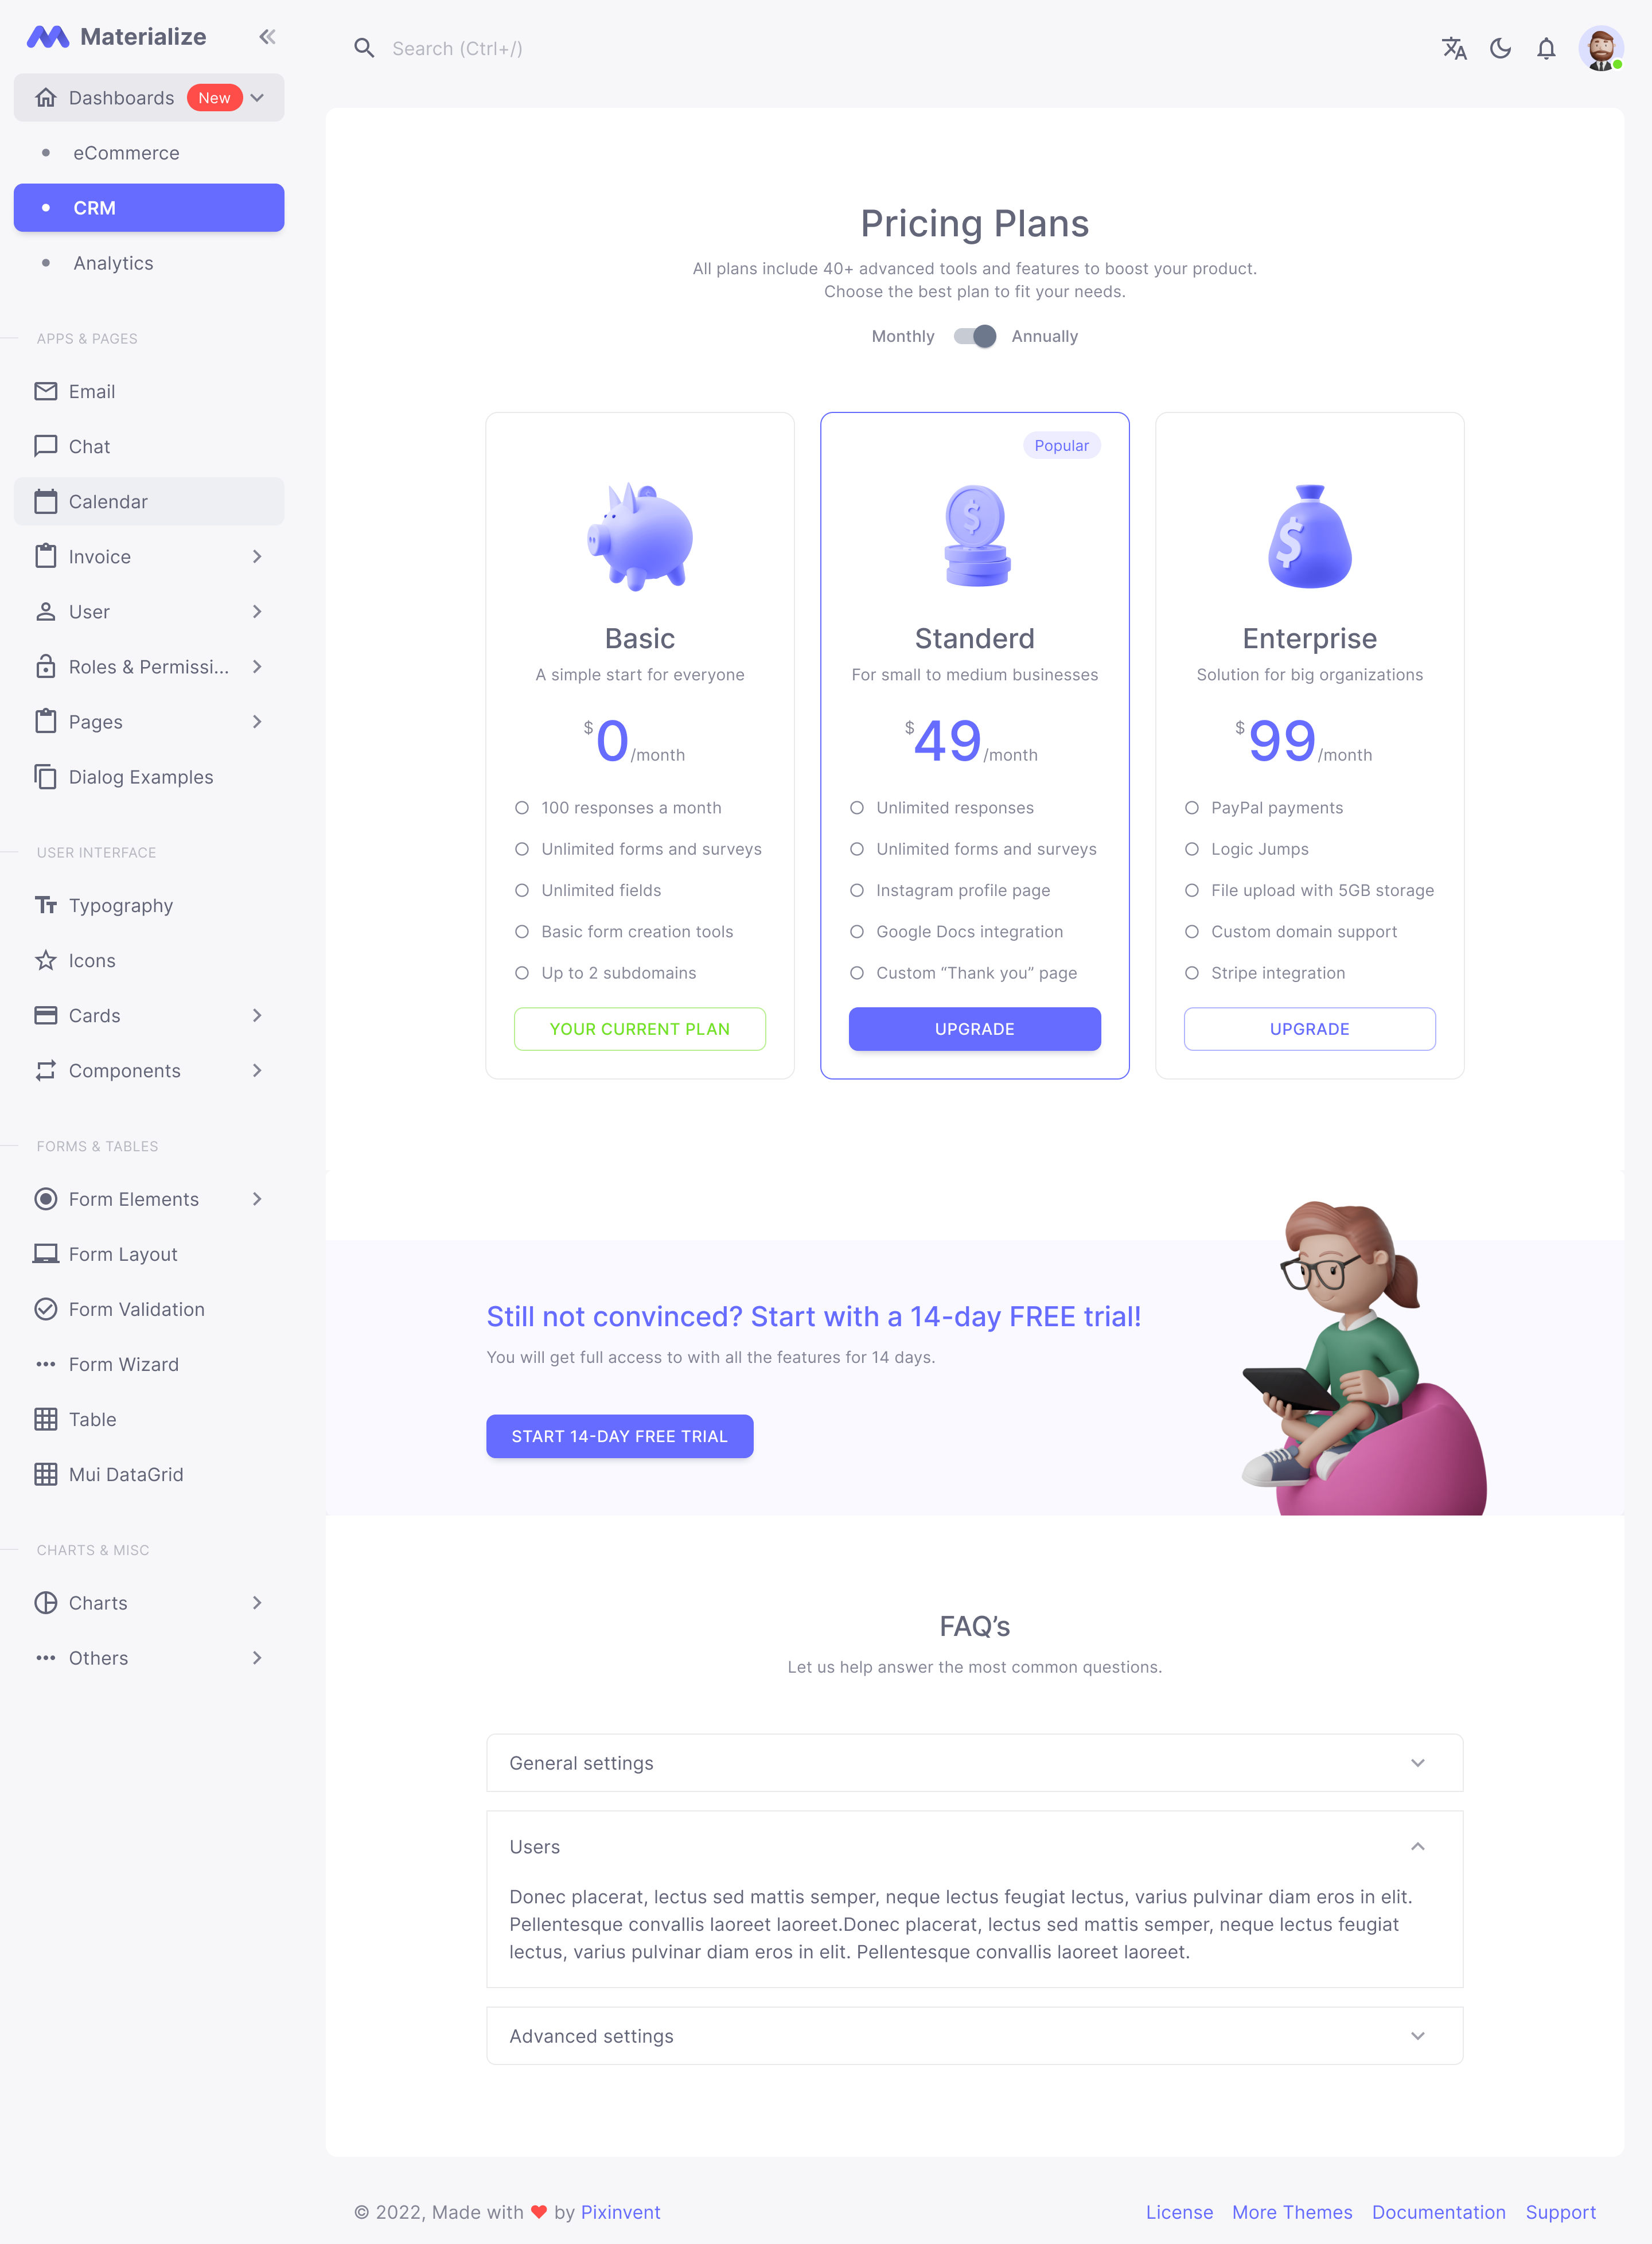 Materialize
Dashboards New
eCommerce
CRM
Analytics
APPS & PAGES
Email
Chat
Calendar
Invoice
User
Roles & Permissi...
Pages
Dialog Examples
USER INTERFACE
Typography
Icons
Cards
Components
FORMS & TABLES
Form Elements
Form Layout
Form Validation
Form Wizard
Table
Mui DataGrid
CHARTS & MISC
Charts
Others
Search (Ctrl+/)
Pricing Plans
All plans include 40+ advanced tools and features to boost your product.
Choose the best plan to fit your needs.
Monthly Annually
Basic
A simple start for everyone
$0/month
100 responses a month
Unlimited forms and surveys
Unlimited fields
Basic form creation tools
Up to 2 subdomains
YOUR CURRENT PLAN
Popular
$
Standerd
For small to medium businesses
$49/month
Unlimited responses
Unlimited forms and surveys
Instagram profile page
Google Docs integration
Custom “Thank you” page
UPGRADE
$
Enterprise
Solution for big organizations
$99/month
PayPal payments
Logic Jumps
File upload with 5GB storage
Custom domain support
Stripe integration
UPGRADE
Still not convinced? Start with a 14-day FREE trial!
You will get full access to with all the features for 14 days.
START 14-DAY FREE TRIAL
FAQ’s
Let us help answer the most common questions.
General settings
Users
Donec placerat, lectus sed mattis semper, neque lectus feugiat lectus, varius pulvinar diam eros in elit.
Pellentesque convallis laoreet laoreet.Donec placerat, lectus sed mattis semper, neque lectus feugiat
lectus, varius pulvinar diam eros in elit. Pellentesque convallis laoreet laoreet.
Advanced settings
© 2022, Made with ❤ by Pixinvent
License More Themes Documentation Support